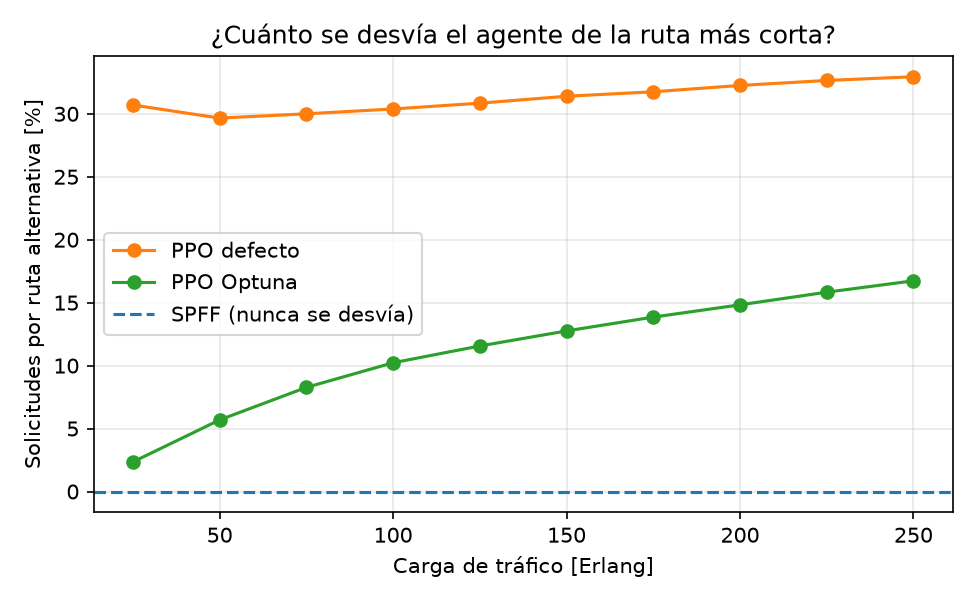 ¿Cuánto se desvía el agente de la ruta más corta?
Solicitudes por ruta alternativa [%]
30
25
20
15
10
5
0
PPO defecto
PPO Optuna
SPFF (nunca se desvía)
50
100
150
200
250
Carga de tráfico [Erlang]